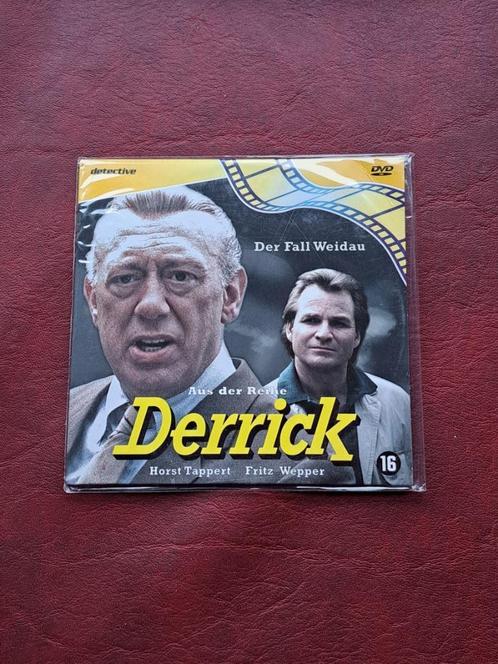 detective
DVD
Der Fall Weidau
Aus der Reihe
Derrick
Horst Tappert Fritz Wepper
16